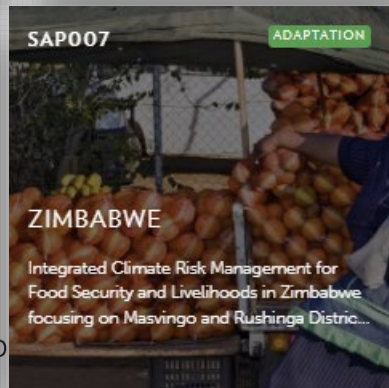 SAP007
ADAPTATION
ZIMBABWE
Integrated Climate Risk Management for
Food Security and Livelihoods in Zimbabwe
focusing on Masvingo and Rushinga Distric...